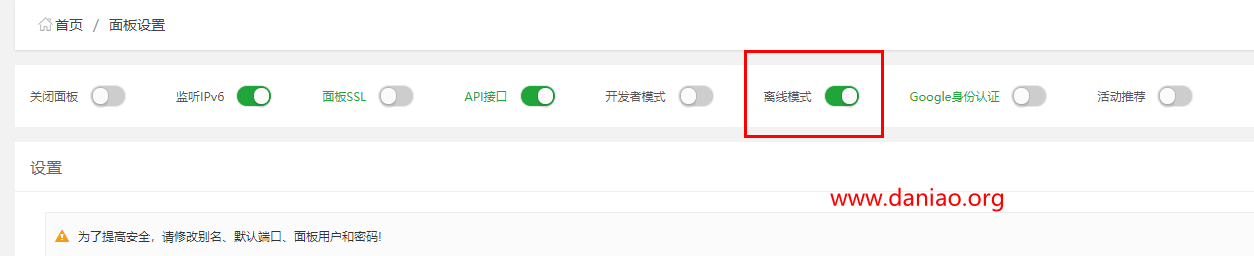 首页 / 面板设置
关闭面板 监听IPv6 面板SSL API接口 开发者模式 离线模式 Google身份认证 活动推荐
设置
www.daniao.org
为了提高安全，请修改别名、默认端口、面板用户和密码!